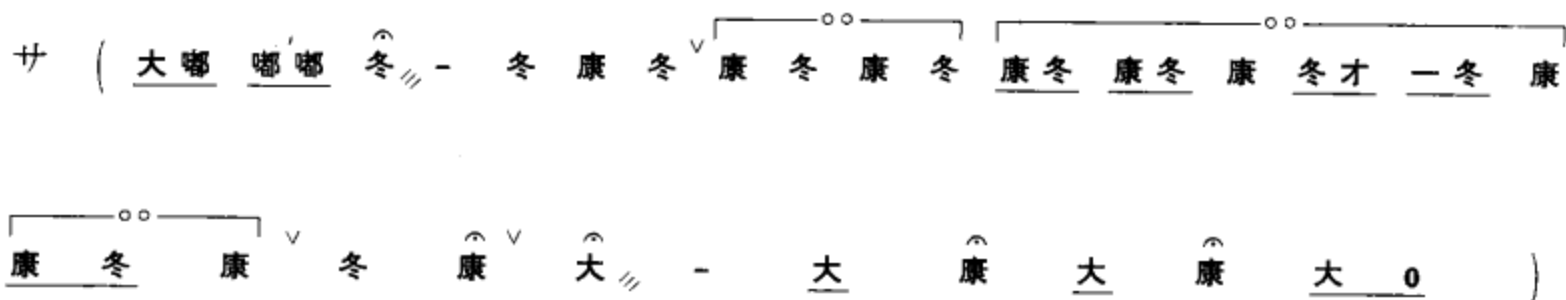 サ ( 大嘟 嘟'嘟 冬 - 冬 康 冬 ∨ 康 冬 康 冬 康冬 康冬 康 冬才 一冬 康
康 冬 康 ∨ 冬 康 ∨ 大 - 大 康 大 康 大 0 )